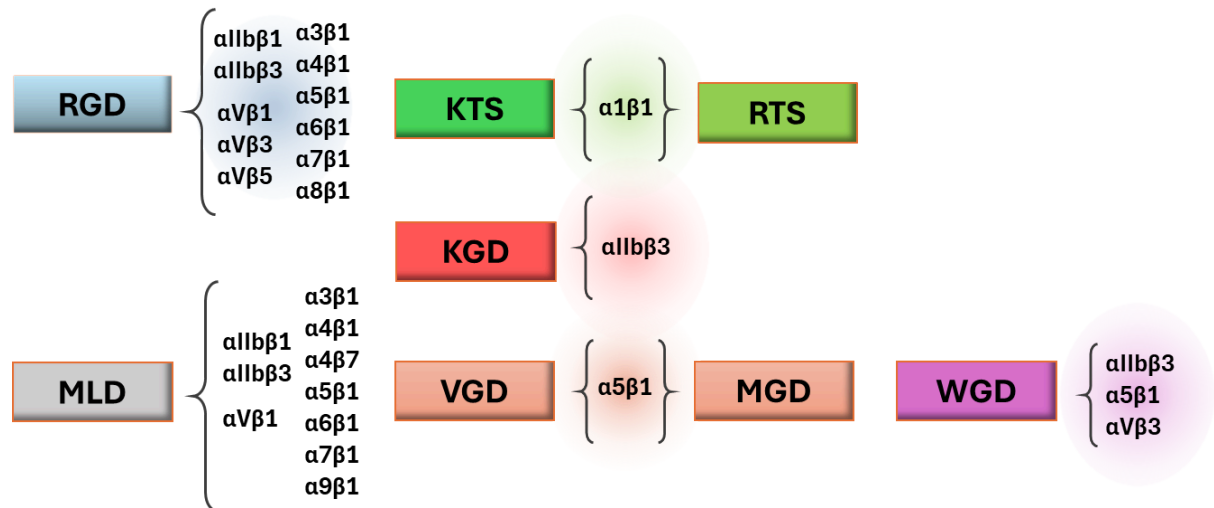 RGD
αIIbβ1
αIIbβ3
αVβ1
αVβ3
αVβ5
α3β1
α4β1
α5β1
α6β1
α7β1
α8β1
KTS
α1β1
RTS
KGD
αIIbβ3
MLD
αIIbβ1
αIIbβ3
αVβ1
α3β1
α4β1
α4β7
α5β1
α6β1
α7β1
α9β1
VGD
α5β1
MGD
WGD
αIIbβ3
α5β1
αVβ3